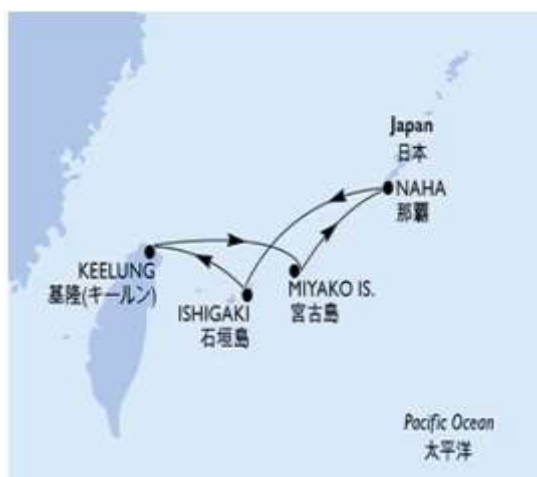 Japan
日本
NAHA
那覇
KEELUNG
基隆(キールン)
MIYAKO IS.
宮古島
ISHIGAKI
石垣島
Pacific Ocean
太平洋